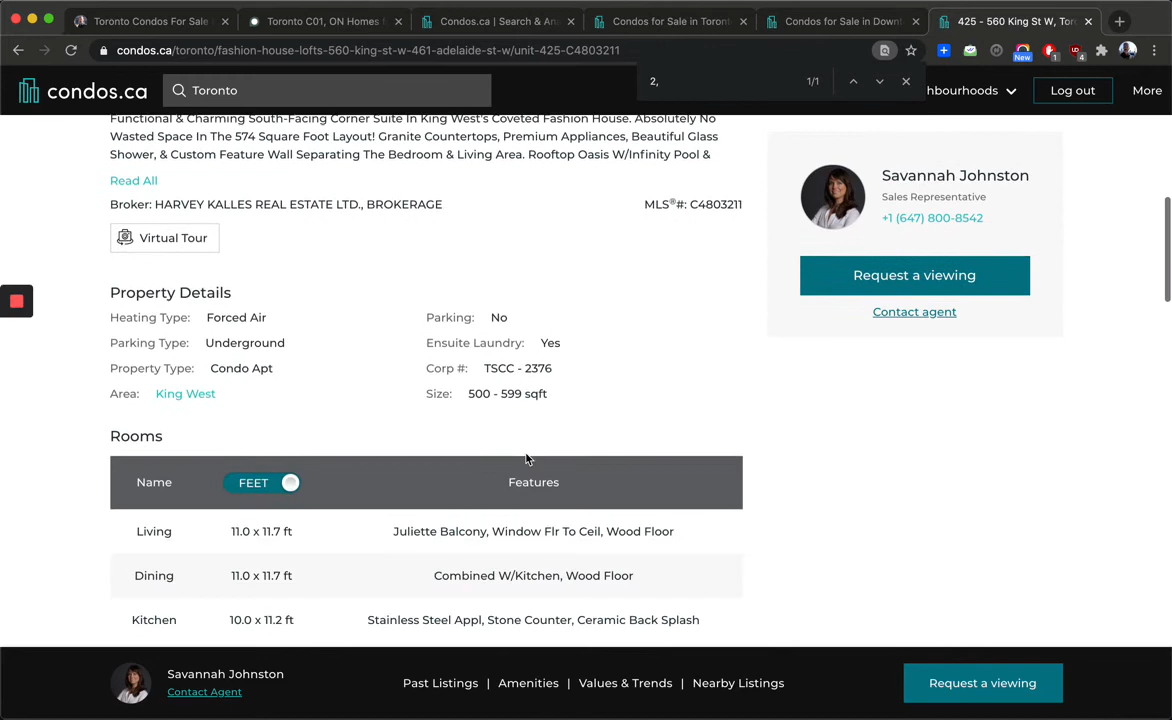 Toronto Condos For Sale
Toronto C01, ON Homes f
Condos.ca | Search & An
Condos for Sale in Toront
Condos for Sale in Downt
425 - 560 King St W, Tor
condos.ca/toronto/fashion-house-lofts-560-king-st-w-461-adelaide-st-w/unit-425-C4803211
New
1
4
2,
1/1
condos.ca
Toronto
hbourhoods
Log out
More
Functional & Charming South-Facing Corner Suite In King West's Coveted Fashion House. Absolutely No
Wasted Space In The 574 Square Foot Layout! Granite Countertops, Premium Appliances, Beautiful Glass
Shower, & Custom Feature Wall Separating The Bedroom & Living Area. Rooftop Oasis W/Infinity Pool &
Read All
Broker: HARVEY KALLES REAL ESTATE LTD., BROKERAGE
MLS®#: C4803211
Virtual Tour
Savannah Johnston
Sales Representative
+1 (647) 800-8542
Request a viewing
Contact agent
Property Details
Heating Type: Forced Air
Parking: No
Parking Type: Underground
Ensuite Laundry: Yes
Property Type: Condo Apt
Corp #: TSCC - 2376
Area: King West
Size: 500 - 599 sqft
Rooms
Name FEET Features
Living 11.0 x 11.7 ft Juliette Balcony, Window Flr To Ceil, Wood Floor
Dining 11.0 x 11.7 ft Combined W/Kitchen, Wood Floor
Kitchen 10.0 x 11.2 ft Stainless Steel Appl, Stone Counter, Ceramic Back Splash
Savannah Johnston
Contact Agent
Past Listings | Amenities | Values & Trends | Nearby Listings
Request a viewing